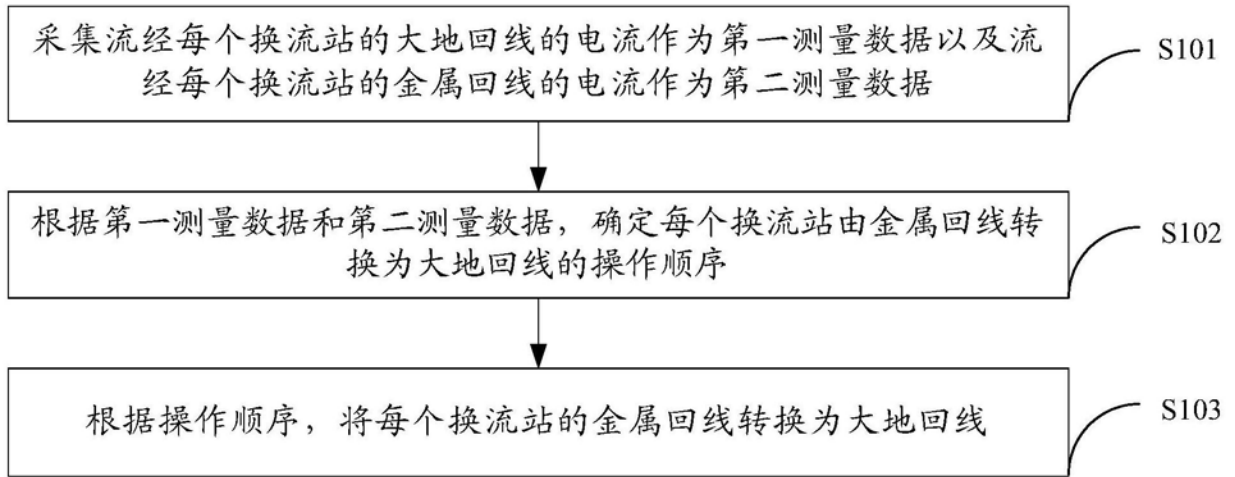 采集流经每个换流站的大地回线的电流作为第一测量数据以及流
经每个换流站的金属回线的电流作为第二测量数据
S101
根据第一测量数据和第二测量数据，确定每个换流站由金属回线转
换为大地回线的操作顺序
S102
根据操作顺序，将每个换流站的金属回线转换为大地回线
S103